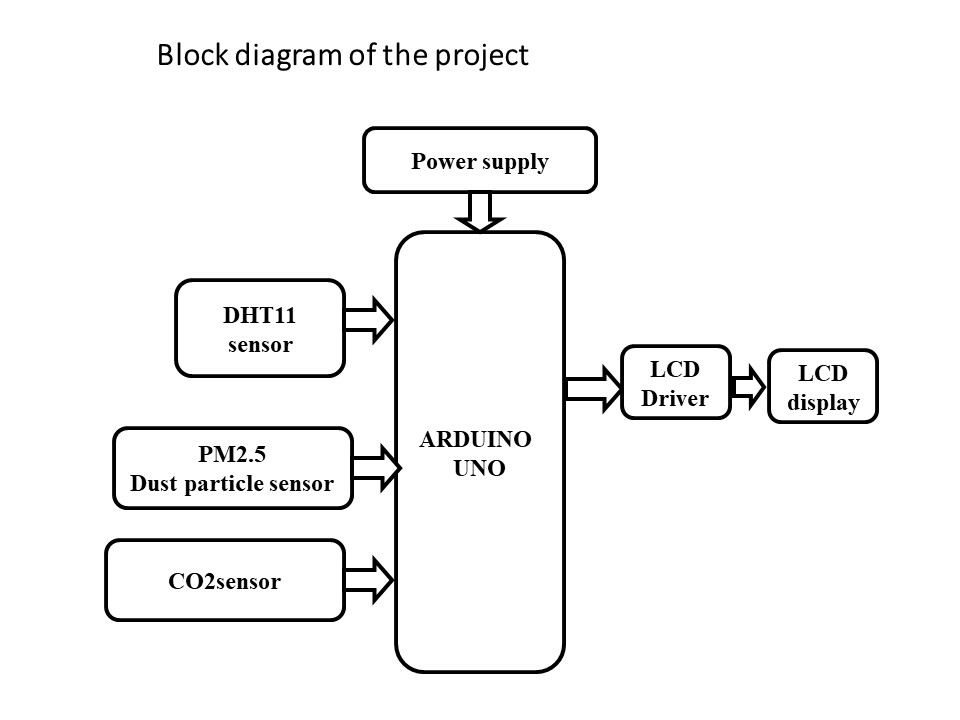 Block diagram of the project
Power supply
DHT11
sensor
PM2.5
Dust particle sensor
CO2sensor
ARDUINO
UNO
LCD
Driver
LCD
display